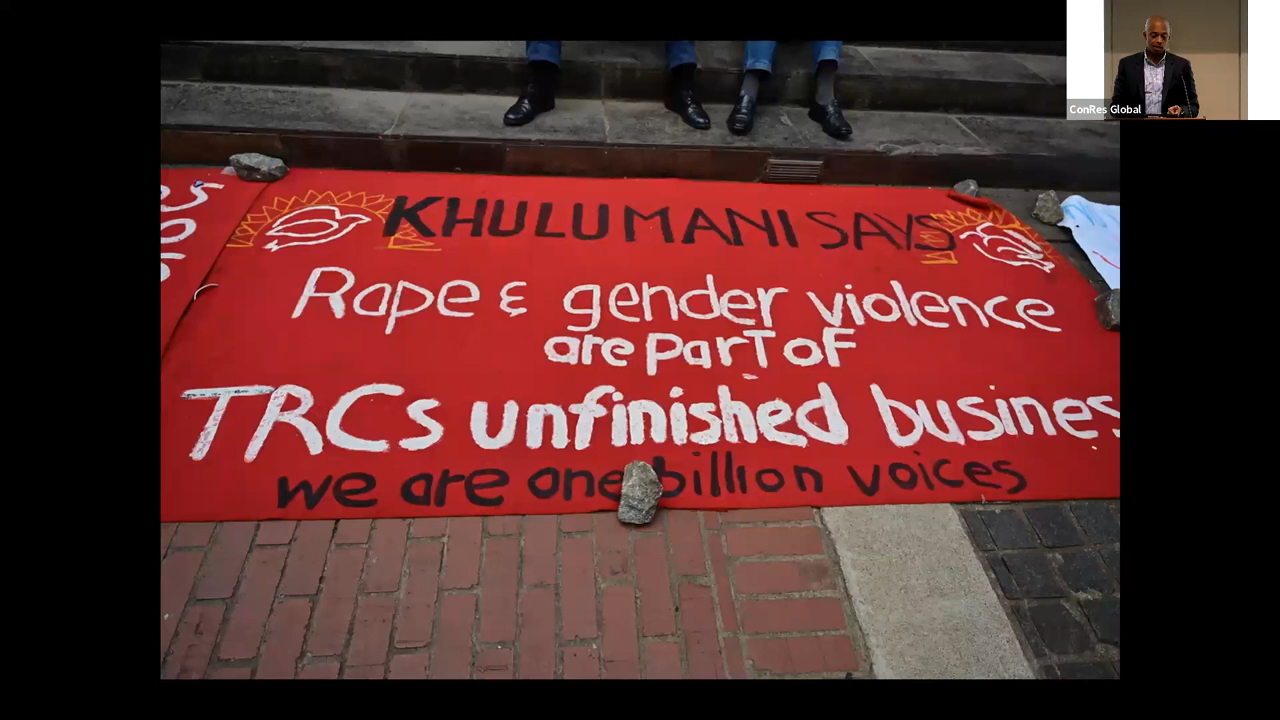 ConRes Global
KHULUMANI SAYS
Rape & gender violence
are part of
TRCs unfinished busines
we are one billion voices